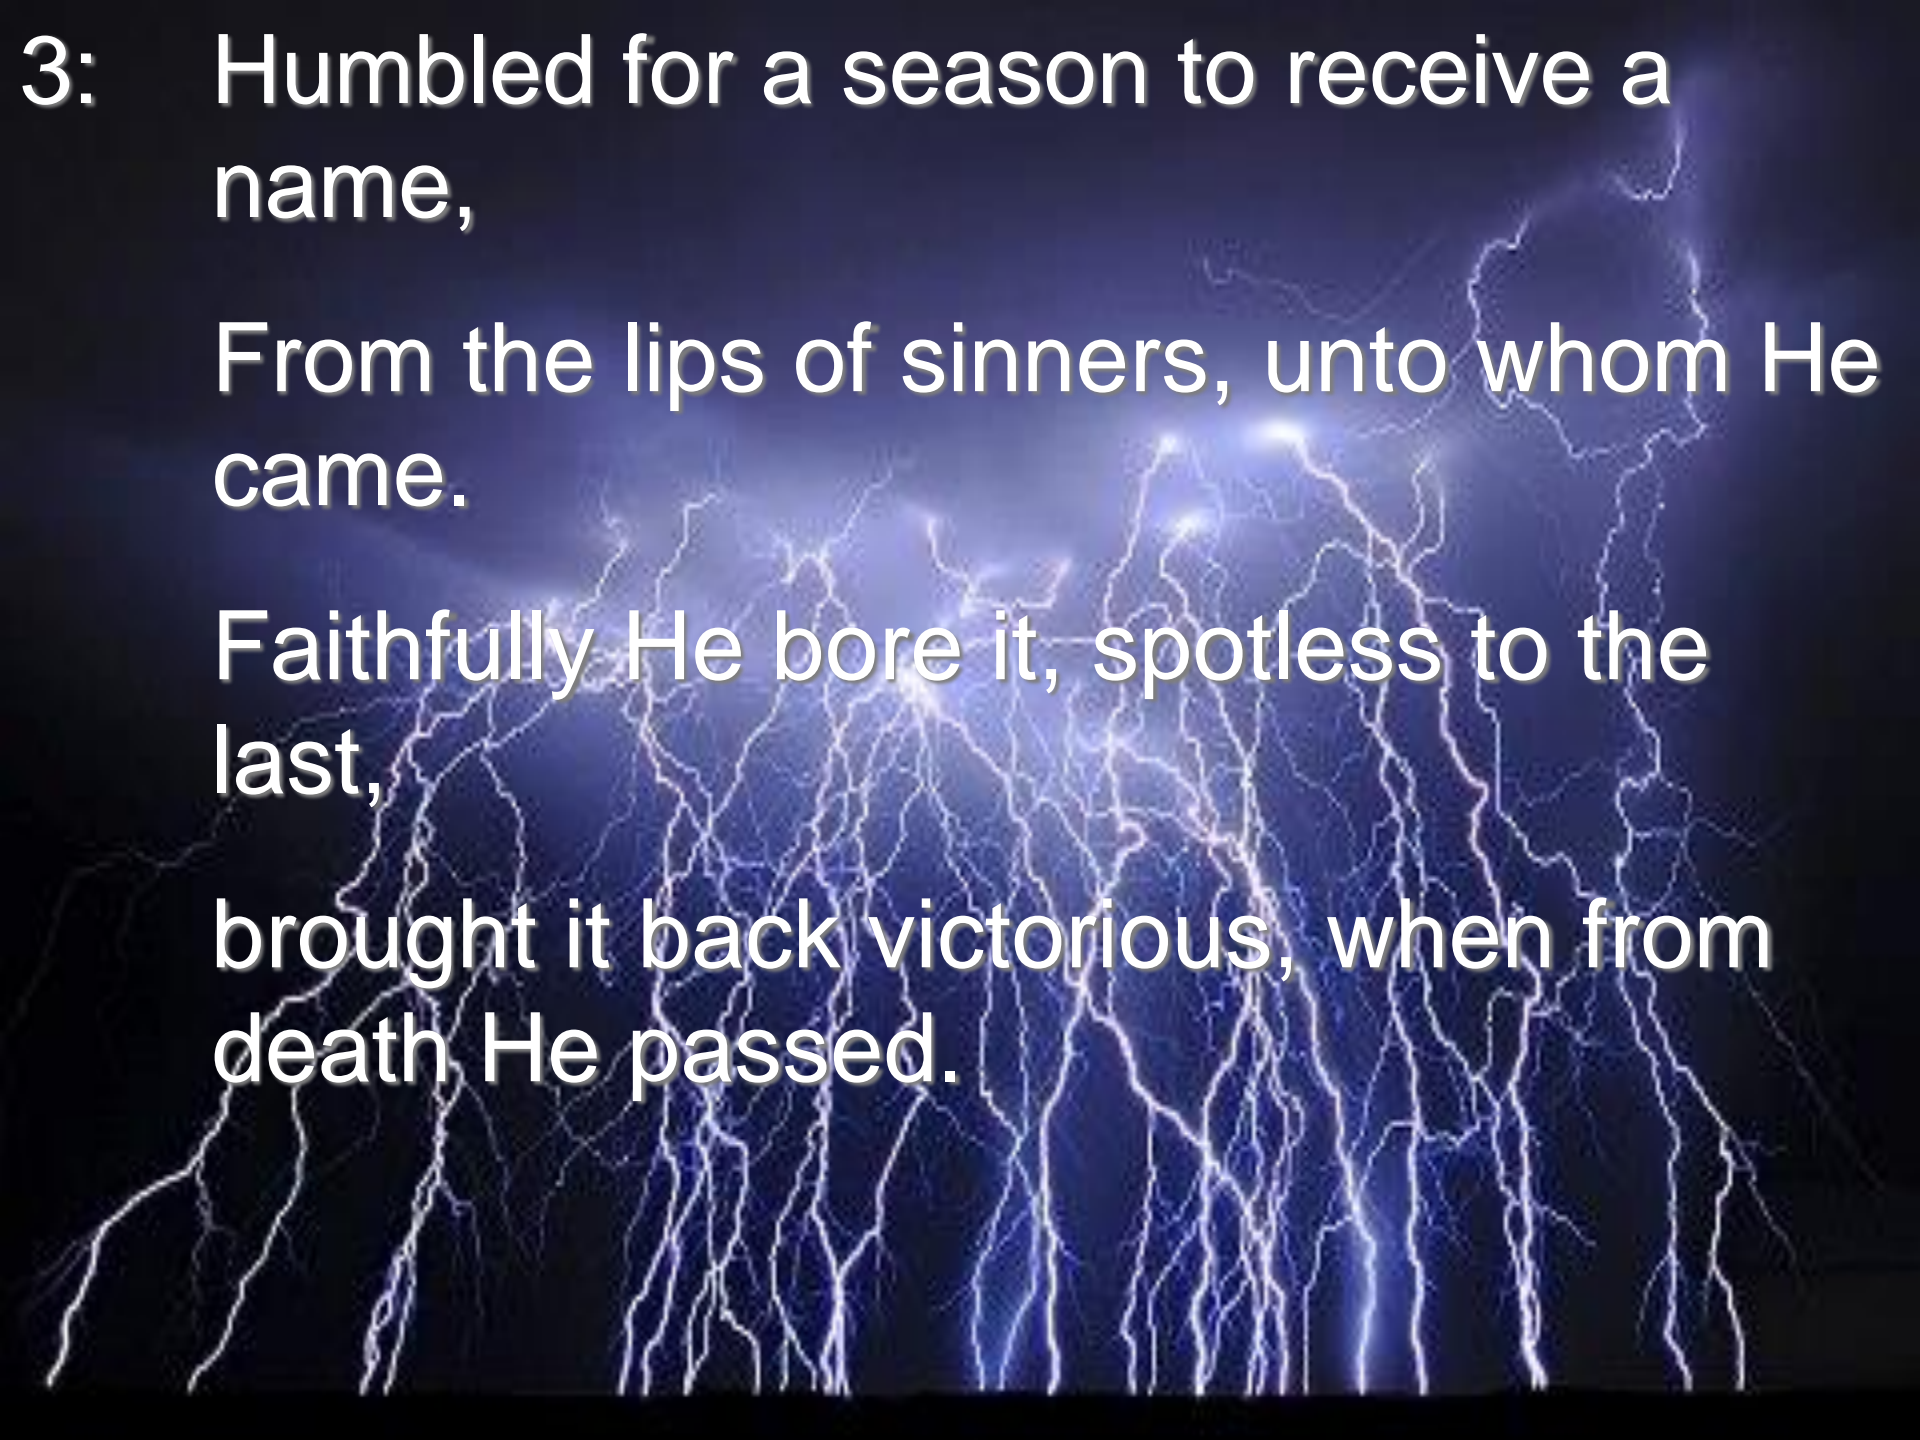 3: Humbled for a season to receive a
name,
From the lips of sinners, unto whom He
came.
Faithfully He bore it, spotless to the
last,
brought it back victorious, when from
death He passed.